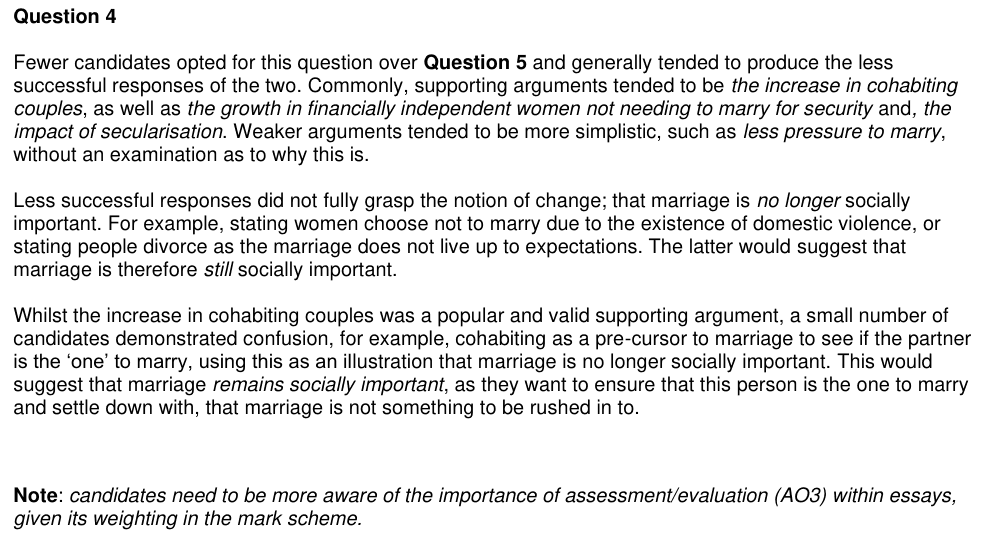 Question 4
Fewer candidates opted for this question over Question 5 and generally tended to produce the less
successful responses of the two. Commonly, supporting arguments tended to be the increase in cohabiting
couples, as well as the growth in financially independent women not needing to marry for security and, the
impact of secularisation. Weaker arguments tended to be more simplistic, such as less pressure to marry,
without an examination as to why this is.
Less successful responses did not fully grasp the notion of change; that marriage is no longer socially
important. For example, stating women choose not to marry due to the existence of domestic violence, or
stating people divorce as the marriage does not live up to expectations. The latter would suggest that
marriage is therefore still socially important.
Whilst the increase in cohabiting couples was a popular and valid supporting argument, a small number of
candidates demonstrated confusion, for example, cohabiting as a pre-cursor to marriage to see if the partner
is the ‘one’ to marry, using this as an illustration that marriage is no longer socially important. This would
suggest that marriage remains socially important, as they want to ensure that this person is the one to marry
and settle down with, that marriage is not something to be rushed in to.
Note: candidates need to be more aware of the importance of assessment/evaluation (AO3) within essays,
given its weighting in the mark scheme.